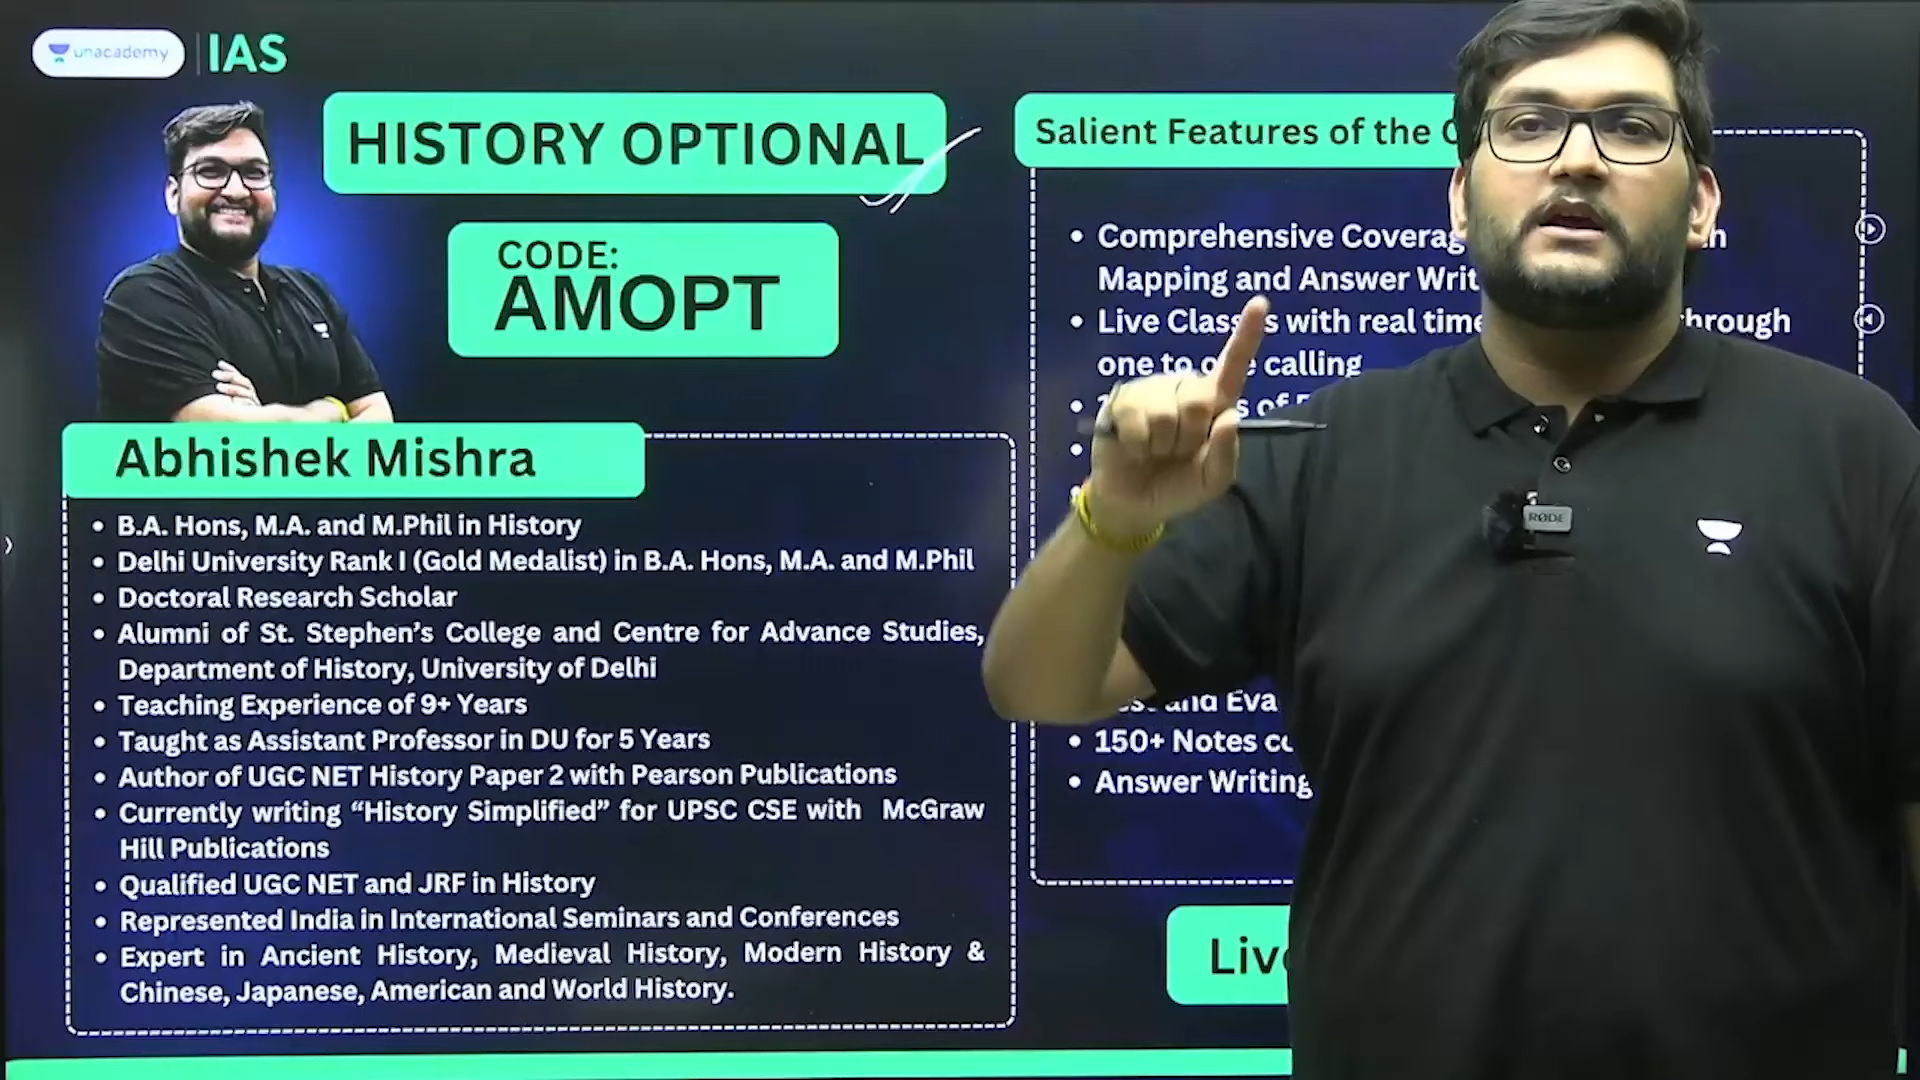 unacademy
IAS
HISTORY OPTIONAL
CODE:
AMOPT
Abhishek Mishra
• B.A. Hons, M.A. and M.Phil in History
• Delhi University Rank I (Gold Medalist) in B.A. Hons, M.A. and M.Phil
• Doctoral Research Scholar
• Alumni of St. Stephen's College and Centre for Advance Studies,
Department of History, University of Delhi
• Teaching Experience of 9+ Years
• Taught as Assistant Professor in DU for 5 Years
• Author of UGC NET History Paper 2 with Pearson Publications
• Currently writing “History Simplified” for UPSC CSE with McGraw
Hill Publications
• Qualified UGC NET and JRF in History
• Represented India in International Seminars and Conferences
• Expert in Ancient History, Medieval History, Modern History &
Chinese, Japanese, American and World History.
Salient Features of the
• Comprehensive
Mapping and Answer
• Live Classes with real time through
one to one calling
of
and
• 150+ Notes
• Answer Writing
RØDE